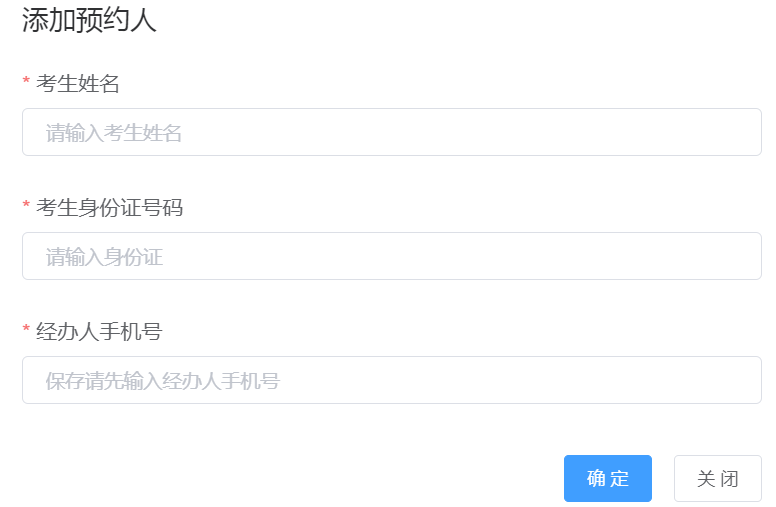 添加预约人
* 考生姓名
请输入考生姓名
* 考生身份证号码
请输入身份证
* 经办人手机号
保存请先输入经办人手机号
确 定 关 闭